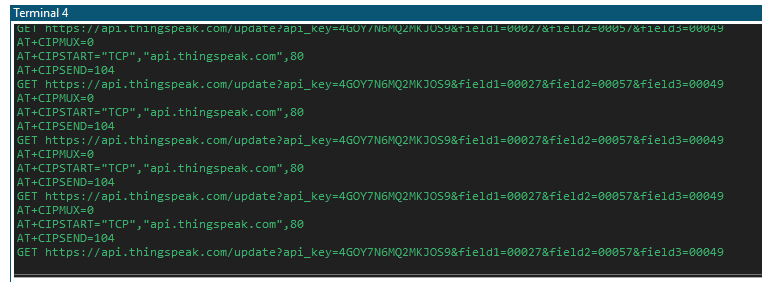 Terminal 4
GET https://api.thingspeak.com/update?api_key=4GOY7N6MQ2MKJOS9&field1=00027&field2=00057&field3=00049
AT+CIPMUX=0
AT+CIPSTART="TCP","api.thingspeak.com",80
AT+CIPSEND=104
GET https://api.thingspeak.com/update?api_key=4GOY7N6MQ2MKJOS9&field1=00027&field2=00057&field3=00049
AT+CIPMUX=0
AT+CIPSTART="TCP","api.thingspeak.com",80
AT+CIPSEND=104
GET https://api.thingspeak.com/update?api_key=4GOY7N6MQ2MKJOS9&field1=00027&field2=00057&field3=00049
AT+CIPMUX=0
AT+CIPSTART="TCP","api.thingspeak.com",80
AT+CIPSEND=104
GET https://api.thingspeak.com/update?api_key=4GOY7N6MQ2MKJOS9&field1=00027&field2=00057&field3=00049
AT+CIPMUX=0
AT+CIPSTART="TCP","api.thingspeak.com",80
AT+CIPSEND=104
GET https://api.thingspeak.com/update?api_key=4GOY7N6MQ2MKJOS9&field1=00027&field2=00057&field3=00049